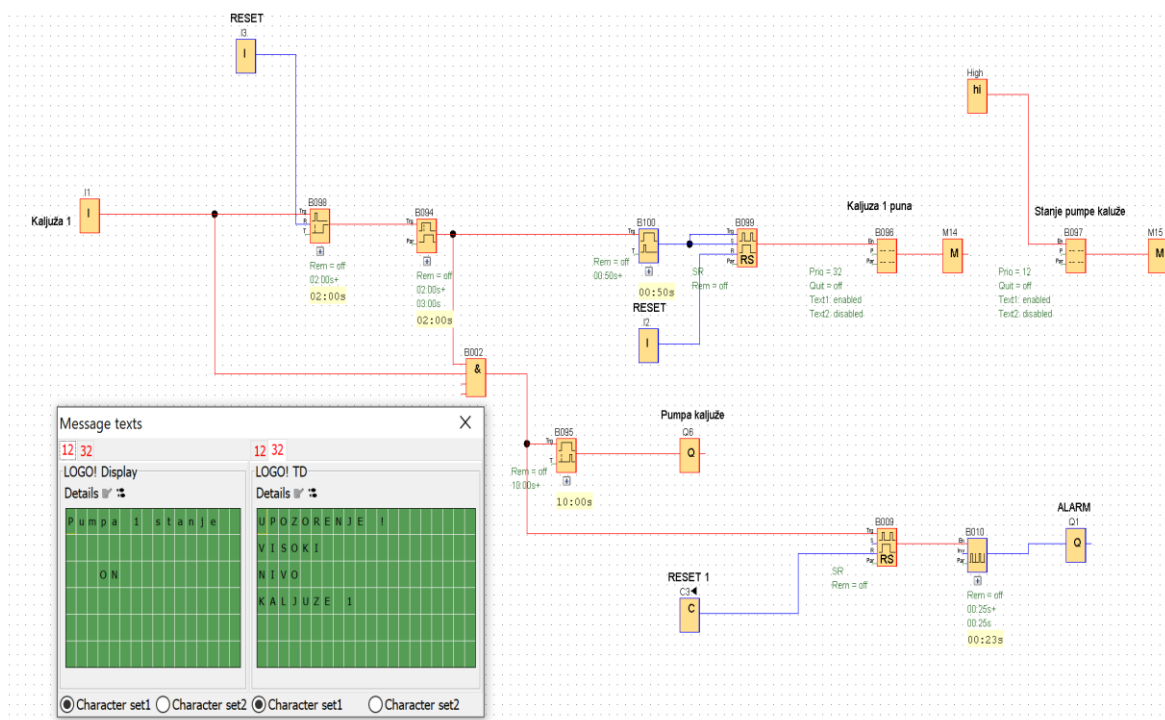 RESET
I3
I
High
hi
Kaljuža 1
I1
I
B098
Trg
R
T
Rem = off
02:00s+
02:00s
B094
Trg
Par
Rem = off
02:00s+
03:00s
02:00s
B100
Trg
T
Rem = off
00:50s+
00:50s
B099
Trg
S
R
Par
RS
SR
Rem = off
RESET
I2
I
Kaljuza 1 puna
B096
En
P
Par
Prio = 32
Quit = off
Text1: enabled
Text2: disabled
M14
M
Stanje pumpe kaluže
B097
En
P
Par
Prio = 12
Quit = off
Text1: enabled
Text2: disabled
M15
M
B002
&
Pumpa kaljuže
B095
Trg
T
Rem = off
10:00s
Q6
Q
B009
Trg
S
R
Par
RS
SR
Rem = off
RESET 1
C3
C
B010
En
Inv
Par
Rem = off
00:25s+
00:25s
00:23s
ALARM
Q1
Q
Message texts
12 32
12 32
LOGO! Display
Details
Pumpa 1 stanje
ON
LOGO! TD
Details
UPOZORENJE !
VISOKI
NIVO
KALJUZE 1
Character set1 Character set2
Character set1 Character set2